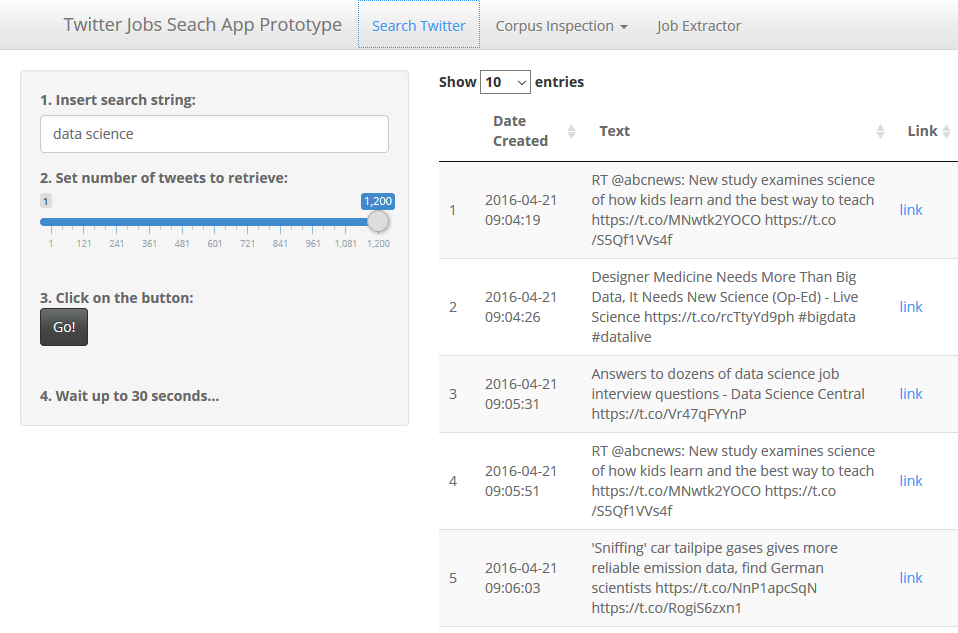 Twitter Jobs Seach App Prototype
Search Twitter
Corpus Inspection
Job Extractor
1. Insert search string:
data science
2. Set number of tweets to retrieve:
1
1,200
1 121 241 361 481 601 721 841 961 1,081 1,200
3. Click on the button:
Go!
4. Wait up to 30 seconds...
Show 10 entries
Date
Created
Text
Link
1
2016-04-21
09:04:19
RT @abcnews: New study examines science
of how kids learn and the best way to teach
https://t.co/MNwtk2YOCO https://t.co
/S5Qf1VVs4f
link
2
2016-04-21
09:04:26
Designer Medicine Needs More Than Big
Data, It Needs New Science (Op-Ed) - Live
Science https://t.co/rcTtyYd9ph #bigdata
#datalive
link
3
2016-04-21
09:05:31
Answers to dozens of data science job
interview questions - Data Science Central
https://t.co/Vr47qFYYnP
link
4
2016-04-21
09:05:51
RT @abcnews: New study examines science
of how kids learn and the best way to teach
https://t.co/MNwtk2YOCO https://t.co
/S5Qf1VVs4f
link
5
2016-04-21
09:06:03
'Sniffing' car tailpipe gases gives more
reliable emission data, find German
scientists https://t.co/NnP1apcSqN
https://t.co/RogiS6zxn1
link